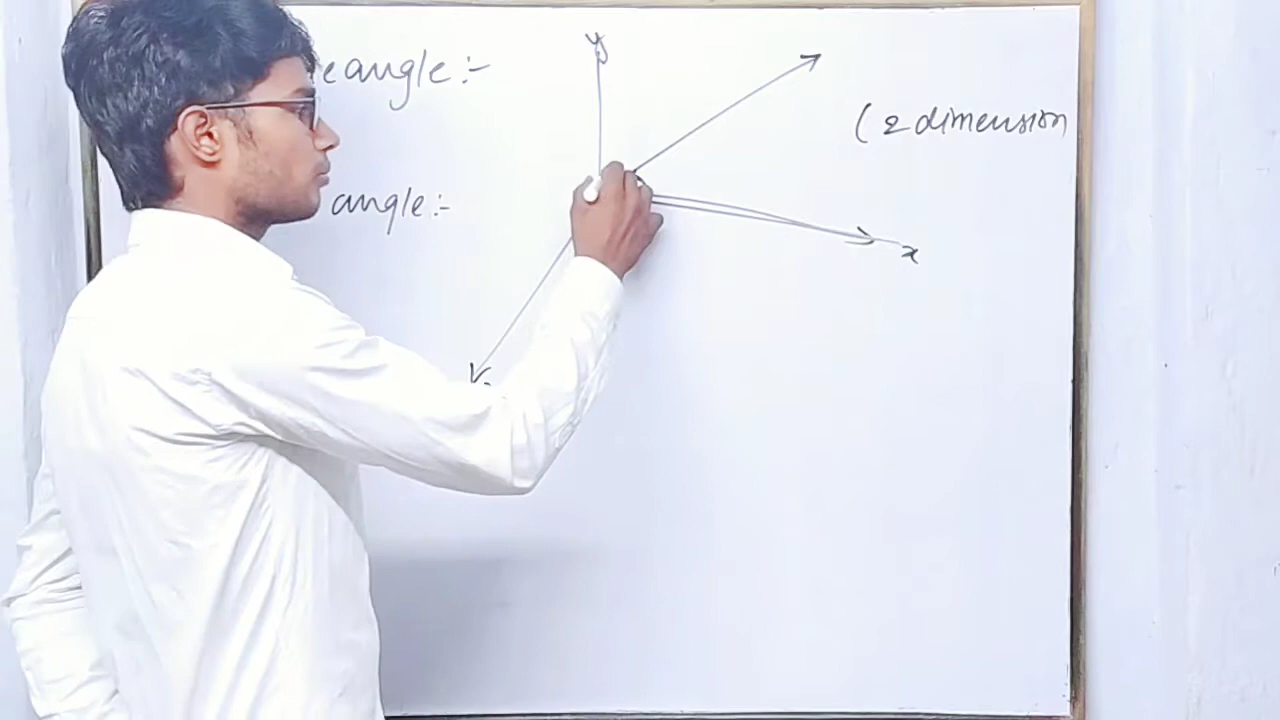 angle:-
y
(2 dimension
angle:-
x